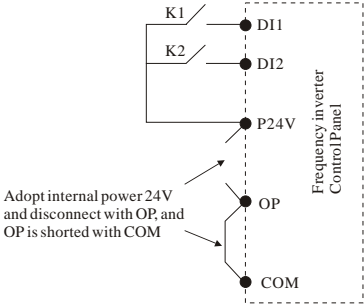 K1
DI1
K2
DI2
P24V
Frequency inverter
Control Panel
Adopt internal power 24V
and disconnect with OP, and
OP is shorted with COM
OP
COM